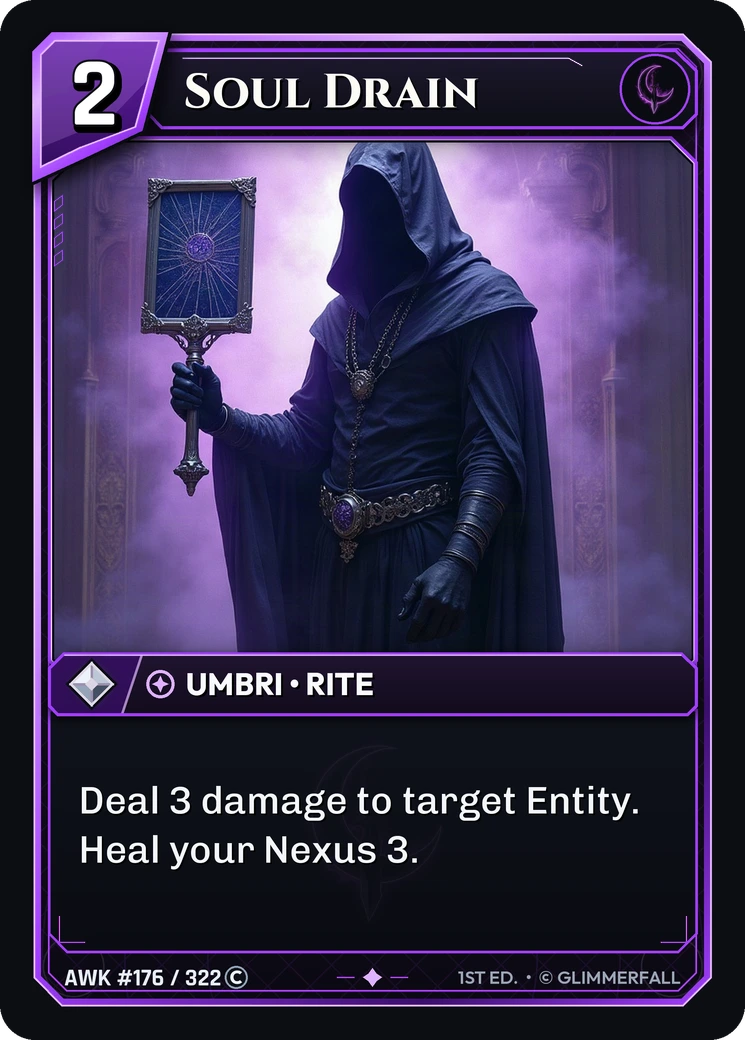 2
SOUL DRAIN
UMBRI • RITE
Deal 3 damage to target Entity.
Heal your Nexus 3.
AWK #176 / 322 Ⓒ
1ST ED. • © GLIMMERFALL